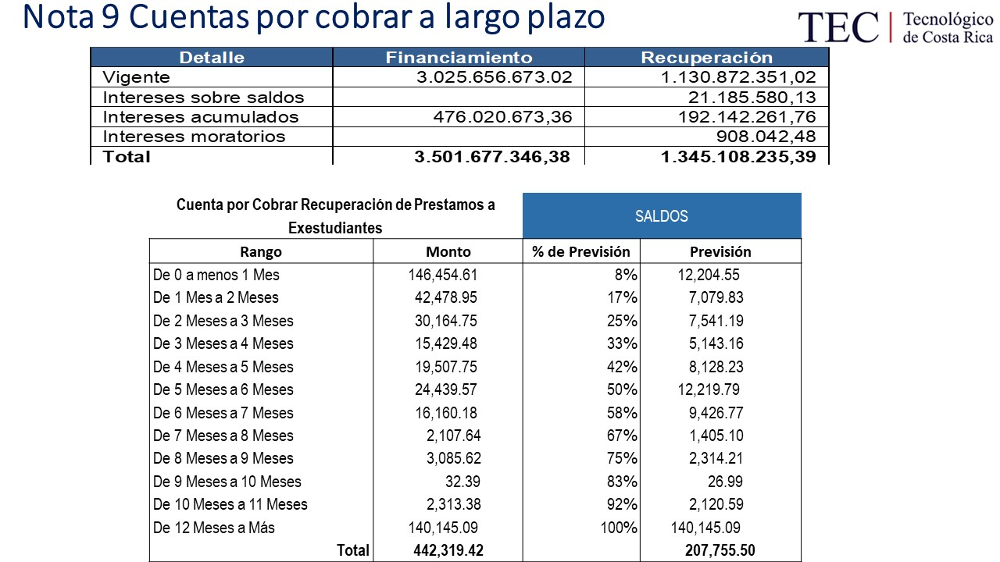 Nota 9 Cuentas por cobrar a largo plazo
TEC | Tecnológico
de Costa Rica
Detalle Financiamiento Recuperación
Vigente 3.025.656.673.02 1.130.872.351,02
Intereses sobre saldos 21.185.580,13
Intereses acumulados 476.020.673,36 192.142.261,76
Intereses moratorios 908.042,48
Total 3.501.677.346,38 1.345.108.235,39
Cuenta por Cobrar Recuperación de Prestamos a
Exestudiantes
SALDOS
Rango Monto % de Previsión Previsión
De 0 a menos 1 Mes 146,454.61 8% 12,204.55
De 1 Mes a 2 Meses 42,478.95 17% 7,079.83
De 2 Meses a 3 Meses 30,164.75 25% 7,541.19
De 3 Meses a 4 Meses 15,429.48 33% 5,143.16
De 4 Meses a 5 Meses 19,507.75 42% 8,128.23
De 5 Meses a 6 Meses 24,439.57 50% 12,219.79
De 6 Meses a 7 Meses 16,160.18 58% 9,426.77
De 7 Meses a 8 Meses 2,107.64 67% 1,405.10
De 8 Meses a 9 Meses 3,085.62 75% 2,314.21
De 9 Meses a 10 Meses 32.39 83% 26.99
De 10 Meses a 11 Meses 2,313.38 92% 2,120.59
De 12 Meses a Más 140,145.09 100% 140,145.09
Total 442,319.42 207,755.50